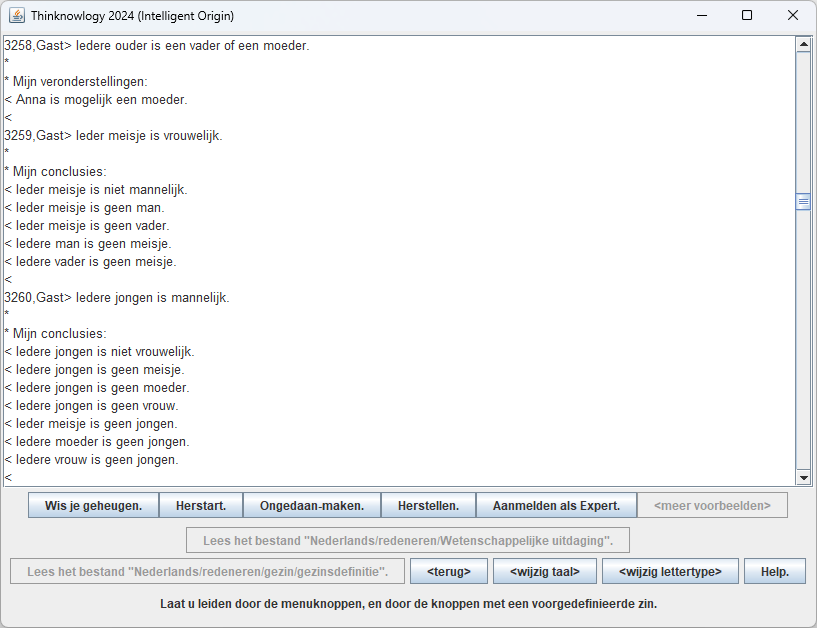 Thinknowlogy 2024 (Intelligent Origin)
3258,Gast> Iedere ouder is een vader of een moeder.
*
* Mijn veronderstellingen:
< Anna is mogelijk een moeder.
<
3259,Gast> Ieder meisje is vrouwelijk.
*
* Mijn conclusies:
< Ieder meisje is niet mannelijk.
< Ieder meisje is geen man.
< Ieder meisje is geen vader.
< Iedere man is geen meisje.
< Iedere vader is geen meisje.
<
3260,Gast> Iedere jongen is mannelijk.
*
* Mijn conclusies:
< Iedere jongen is niet vrouwelijk.
< Iedere jongen is geen meisje.
< Iedere jongen is geen moeder.
< Iedere jongen is geen vrouw.
< Ieder meisje is geen jongen.
< Iedere moeder is geen jongen.
< Iedere vrouw is geen jongen.
<
Wis je geheugen. Herstart. Ongedaan-maken. Herstellen. Aanmelden als Expert. <meer voorbeelden>
Lees het bestand "Nederlands/redeneren/Wetenschappelijke uitdaging".
Lees het bestand "Nederlands/redeneren/gezin/gezinsdefinitie". <terug> <wijzig taal> <wijzig lettertype> Help.
Laat u leiden door de menuknoppen, en door de knoppen met een voorgedefinieerde zin.